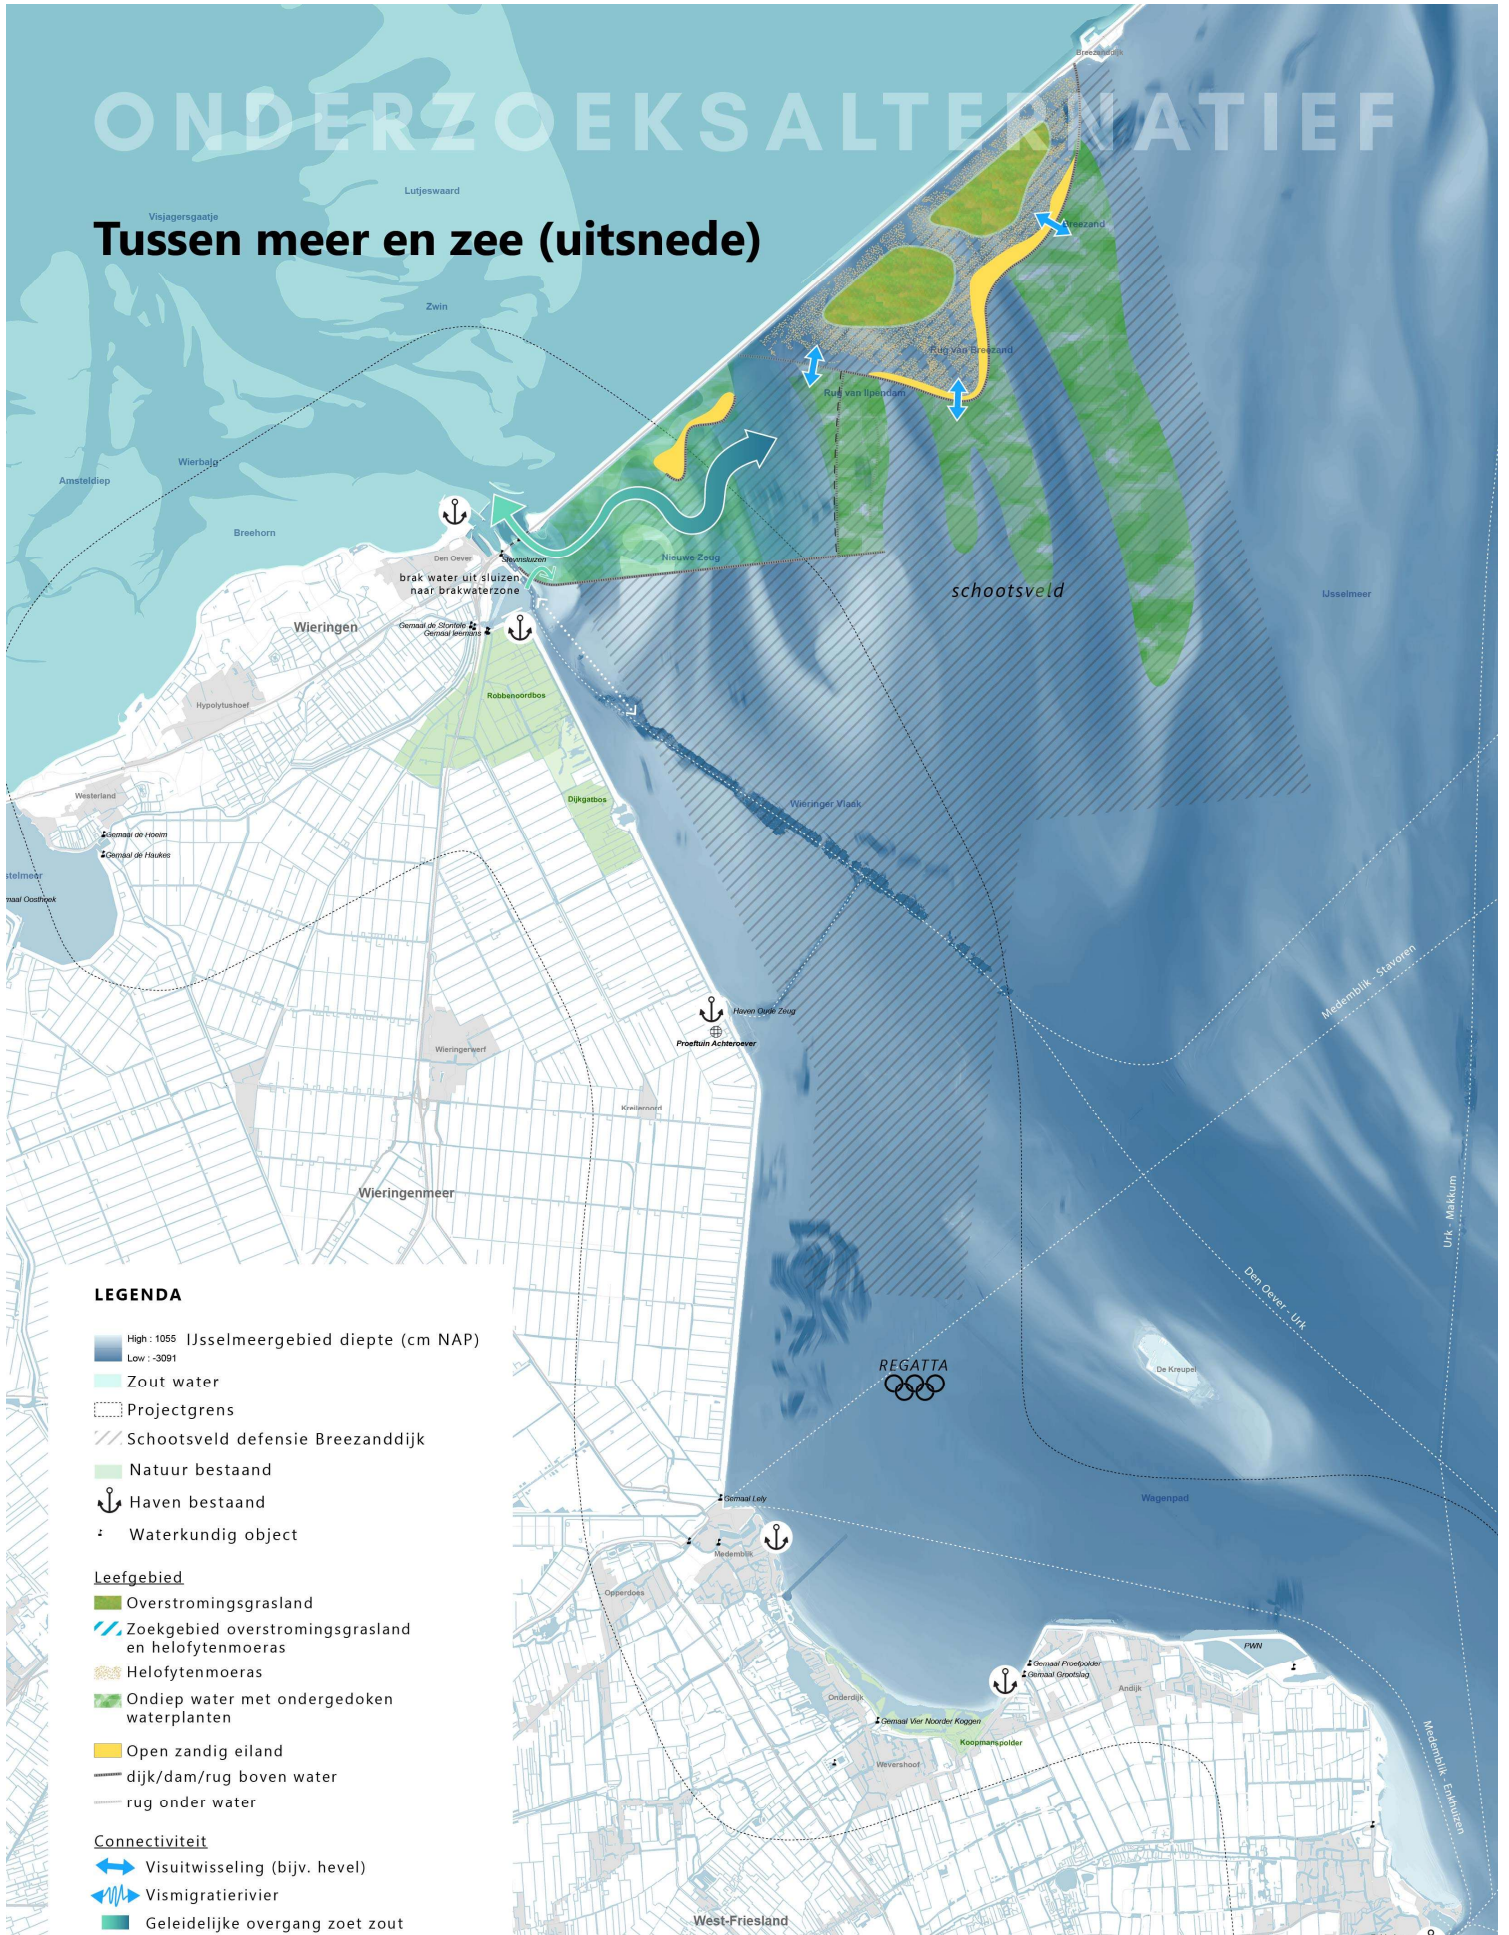 ONDERZOEKSALTERNATIEF
Tussen meer en zee (uitsnede)
Breezanddijk
Lutjeswaard
Visjagersgaatje
Breezand
Zwin
Rug van Breezand
Rug van Ilpendam
Wierbalg
Amsteldiep
Breehorn
Den Oever
Stevinsluizen
Nieuwe Zeug
brak water uit sluizen
naar brakwaterzone
schootsveld
IJsselmeer
Wieringen
Gemaal de Stontele
Gemaal leemans
Robbenoordbos
Hypolytushoef
Westerland
Dijkgatbos
Wieringer Vlaak
Gemaal de Hoeim
Gemaal de Haukes
stelmeer
maal Oosthoek
Medemblik - Stavoren
Haven Oude Zeug
Proeftuin Achteroever
Wieringerwerf
Kreileroord
Wieringenmeer
Urk - Makkum
Den Oever - Urk
REGATTA
De Kreupel
Wagenpad
Gemaal Lely
Medemblik
Opperdoes
PWN
Gemaal Proefpolder
Gemaal Grootslag
Andijk
Onderdijk
Gemaal Vier Noorder Koggen
Koopmanspolder
Wevershoof
Medemblik - Enkhuizen
West-Friesland
LEGENDA
High : 1055
IJsselmeergebied diepte (cm NAP)
Low : -3091
Zout water
Projectgrens
Schootsveld defensie Breezanddijk
Natuur bestaand
Haven bestaand
Waterkundig object
Leefgebied
Overstromingsgrasland
Zoekgebied overstromingsgrasland
en helofytenmoeras
Helofytenmoeras
Ondiep water met ondergedoken
waterplanten
Open zandig eiland
dijk/dam/rug boven water
rug onder water
Connectiviteit
Visuitwisseling (bijv. hevel)
Vismigratierivier
Geleidelijke overgang zoet zout